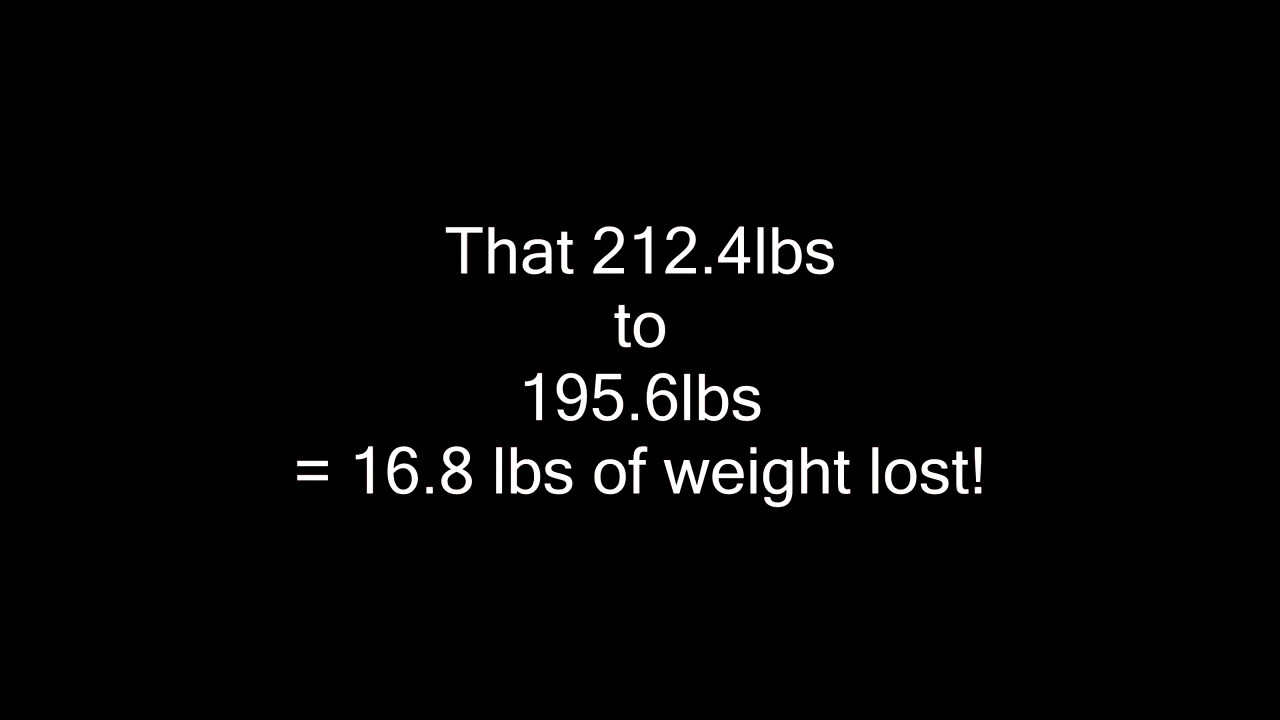 That 212.4lbs
to
195.6lbs
= 16.8 lbs of weight lost!